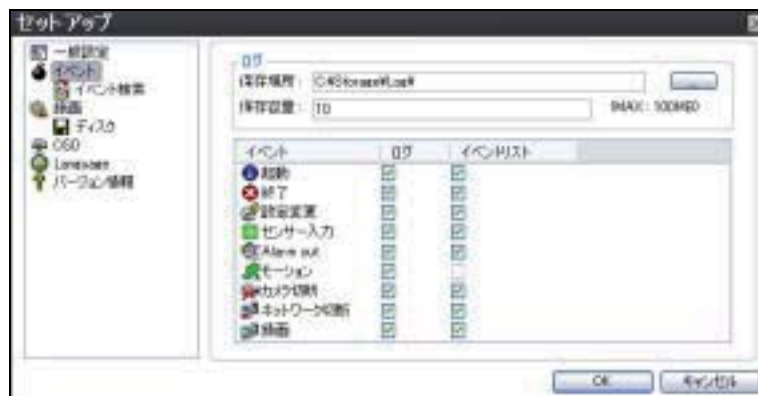 セットアップ
一般設定
イベント
イベント検索
録画
ディスク
OSD
Language
バージョン情報
ログ
保存場所 : C:¥Storage¥Log¥
...
保存容量 : 10 (MAX : 100MB)
イベント ログ イベントリスト
起動
終了
設定変更
センサー入力
Alarm out
モーション
カメラ切断
ネットワーク切断
録画
OK キャンセル